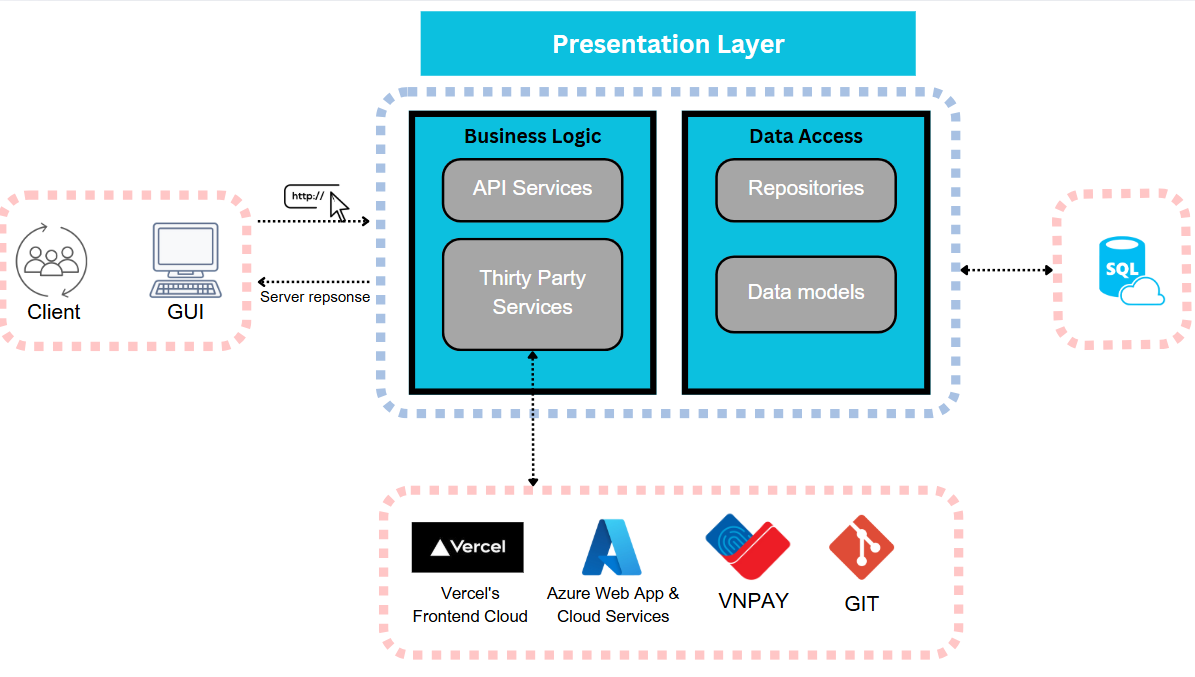 Presentation Layer
Business Logic
API Services
Thirty Party
Services
Data Access
Repositories
Data models
http://
Server repsonse
Client
GUI
SQL
Vercel
Vercel's
Frontend Cloud
Azure Web App &
Cloud Services
VNPAY
GIT